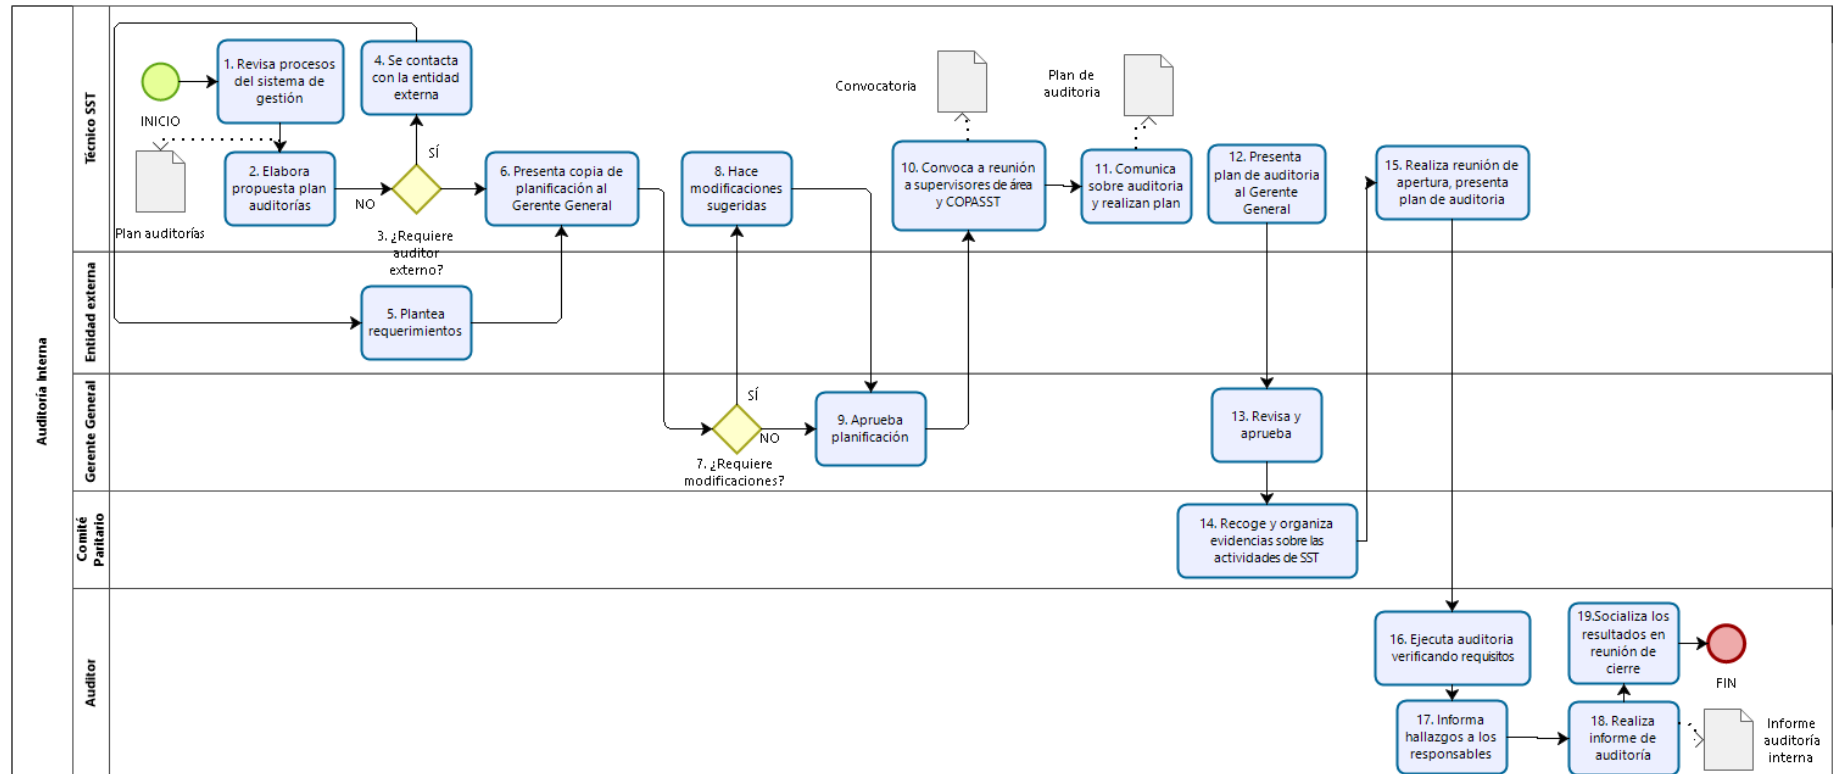 Auditoría Interna
Técnico SST
INICIO
1. Revisa procesos
del sistema de
gestión
Plan auditorías
2. Elabora
propuesta plan
auditorías
NO
SÍ
3. ¿Requiere
auditor
externo?
4. Se contacta
con la entidad
externa
6. Presenta copia de
planificación al
Gerente General
8. Hace
modificaciones
sugeridas
Convocatoria
10. Convoca a reunión
a supervisores de área
y COPASST
Plan de
auditoria
11. Comunica
sobre auditoria
y realizan plan
12. Presenta
plan de auditoria
al Gerente
General
15. Realiza reunión de
apertura, presenta
plan de auditoria
Entidad externa
5. Plantea
requerimientos
Gerente General
SÍ
NO
7. ¿Requiere
modificaciones?
9. Aprueba
planificación
13. Revisa y
aprueba
Comité
Paritario
14. Recoge y organiza
evidencias sobre las
actividades de SST
Auditor
16. Ejecuta auditoria
verificando requisitos
17. Informa
hallazgos a los
responsables
18. Realiza
informe de
auditoría
19.Socializa los
resultados en
reunión de
cierre
FIN
Informe
auditoría
interna